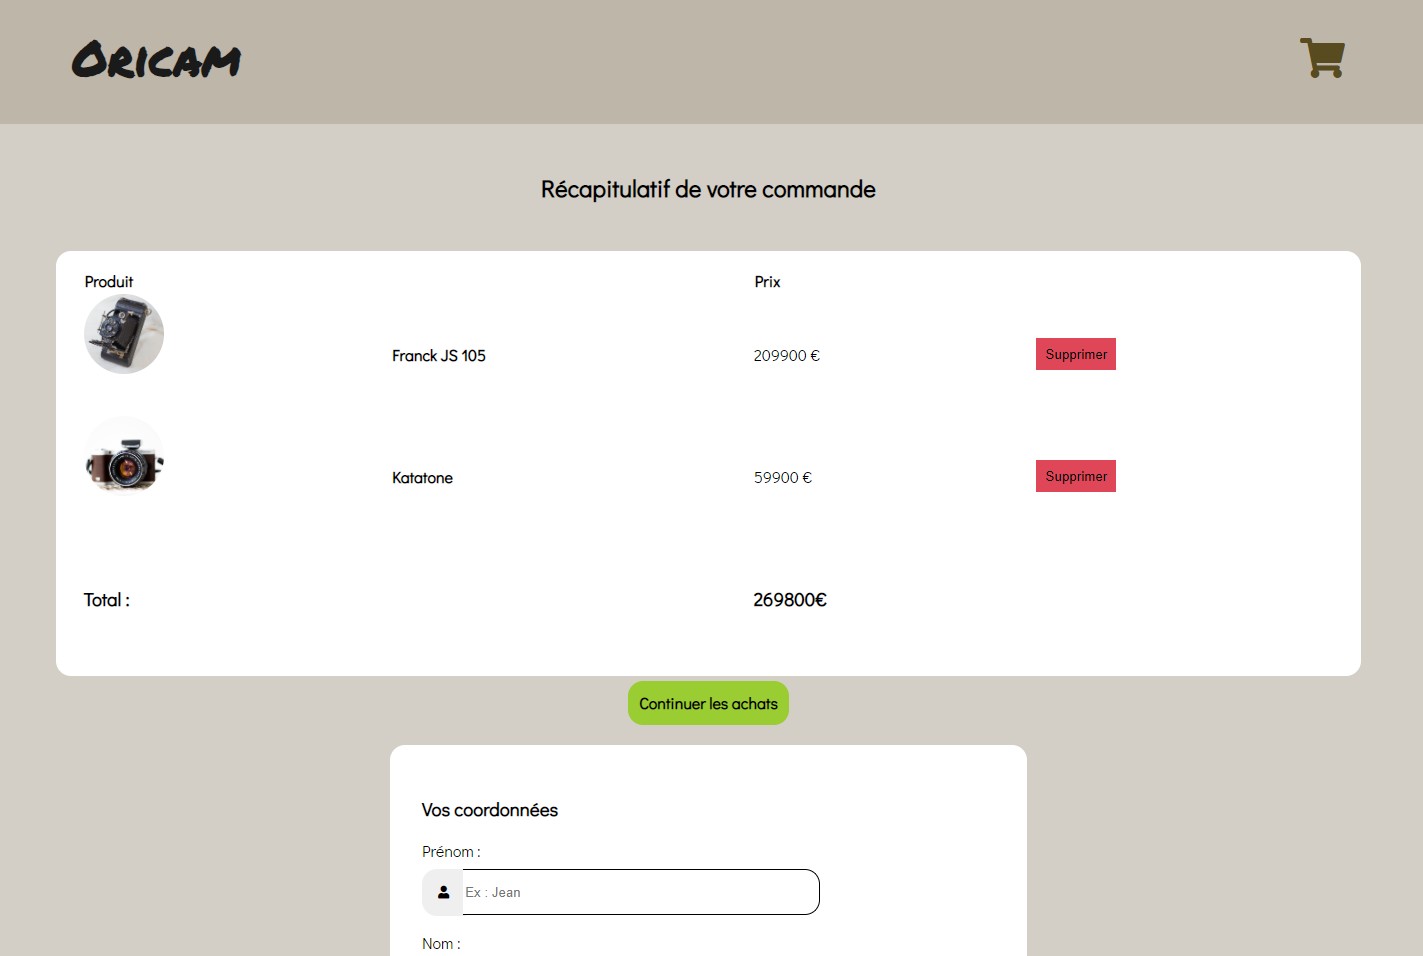 Oricam
Récapitulatif de votre commande
Produit Prix
Franck JS 105 209900 € Supprimer
Katatone 59900 € Supprimer
Total : 269800€
Continuer les achats
Vos coordonnées
Prénom :
Ex : Jean
Nom :